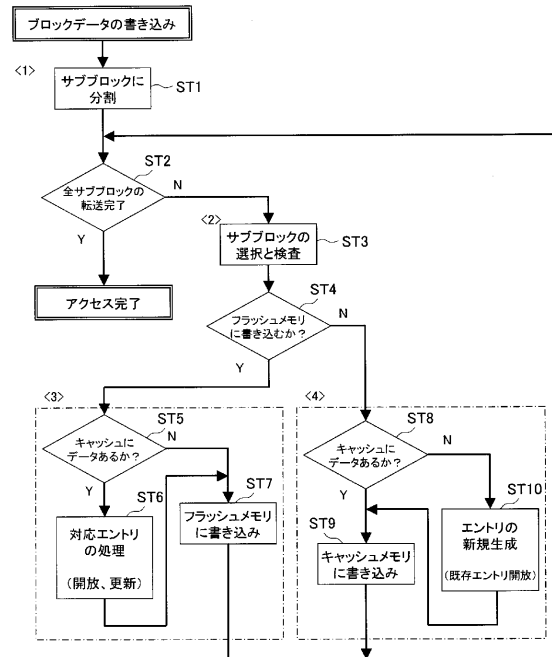 ブロックデータの書き込み
<1>
サブブロックに
分割
ST1
ST2
全サブブロックの
転送完了
N
Y
<2>
サブブロックの
選択と検査
ST3
アクセス完了
ST4
フラッシュメモリ
に書き込むか?
N
Y
<3>
ST5
キャッシュに
データあるか?
N
Y
ST6
対応エントリ
の処理
(開放、更新)
ST7
フラッシュメモリ
に書き込み
<4>
ST8
キャッシュに
データあるか?
N
Y
ST9
キャッシュメモリ
に書き込み
ST10
エントリの
新規生成
(既存エントリ開放)